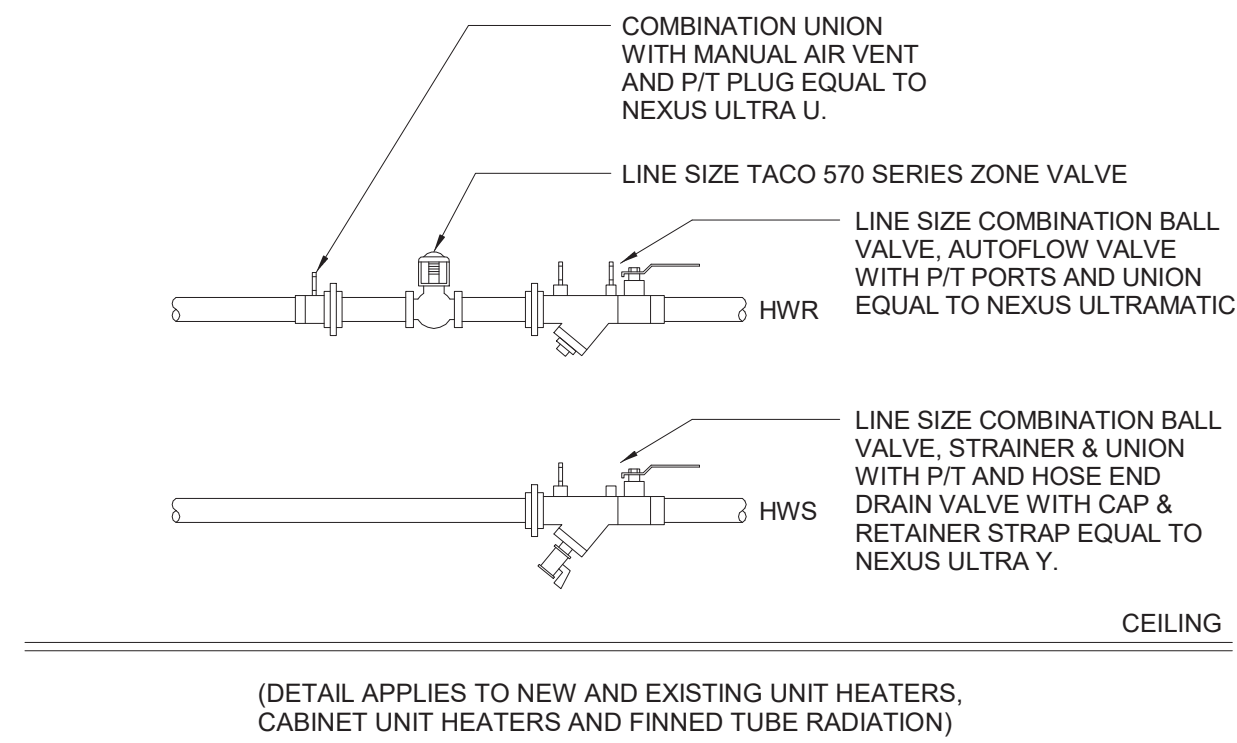 COMBINATION UNION
WITH MANUAL AIR VENT
AND P/T PLUG EQUAL TO
NEXUS ULTRA U.
LINE SIZE TACO 570 SERIES ZONE VALVE
LINE SIZE COMBINATION BALL
VALVE, AUTOFLOW VALVE
WITH P/T PORTS AND UNION
EQUAL TO NEXUS ULTRAMATIC
HWR
LINE SIZE COMBINATION BALL
VALVE, STRAINER & UNION
WITH P/T AND HOSE END
DRAIN VALVE WITH CAP &
RETAINER STRAP EQUAL TO
NEXUS ULTRA Y.
HWS
CEILING
(DETAIL APPLIES TO NEW AND EXISTING UNIT HEATERS,
CABINET UNIT HEATERS AND FINNED TUBE RADIATION)